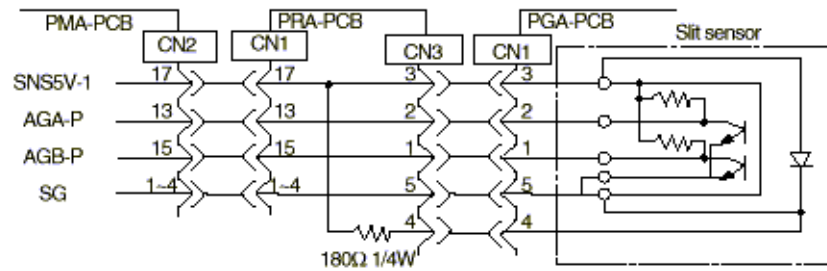 PMA-PCB PRA-PCB PGA-PCB
CN2 CN1 CN3 CN1 Slit sensor
SNS5V-1 17 17 3 3
AGA-P 13 13 2 2
AGB-P 15 15 1 1
SG 1~4 1~4 5 5
4 4
180Ω 1/4W